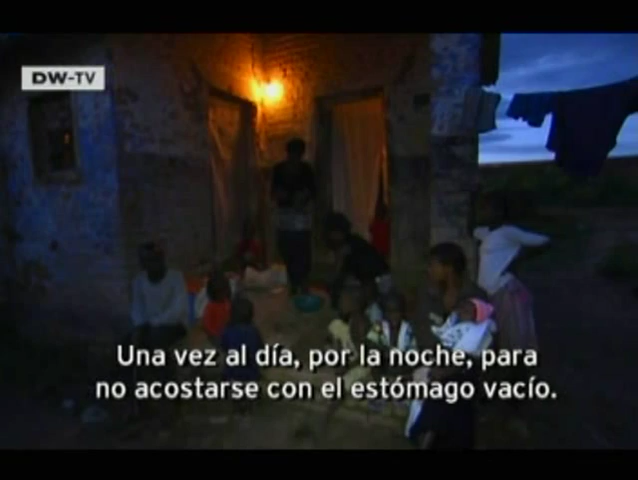 DW-TV
Una vez al día, por la noche, para
no acostarse con el estómago vacío.